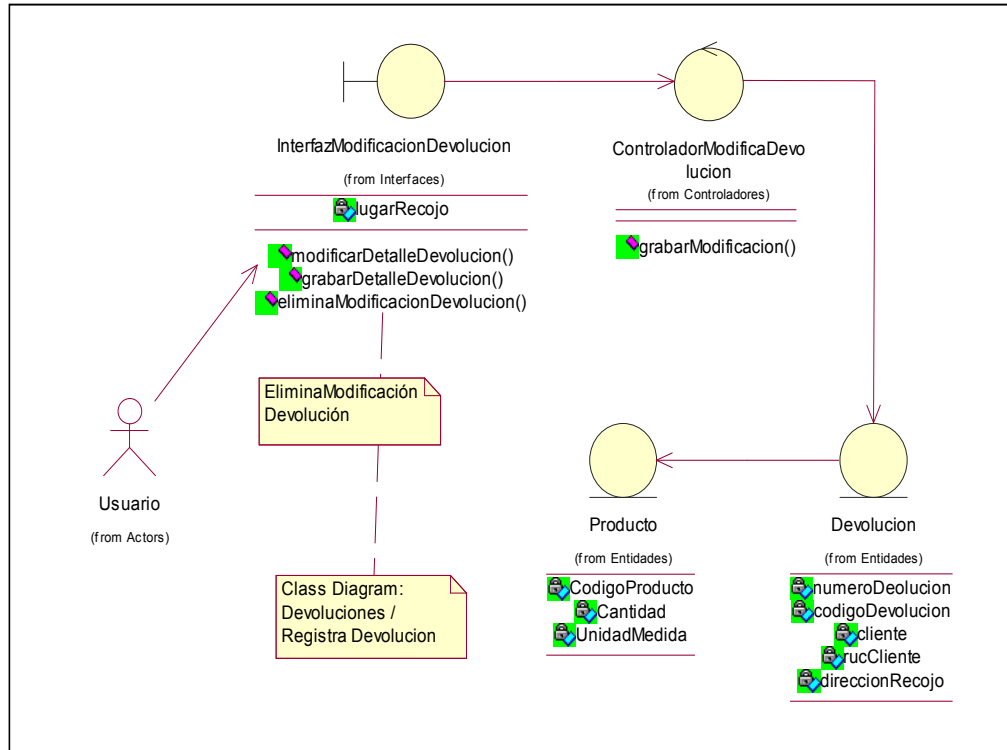 InterfazModificacionDevolucion
(from Interfaces)
lugarRecojo
modificarDetalleDevolucion()
grabarDetalleDevolucion()
eliminaModificacionDevolucion()
ControladorModificaDevo
lucion
(from Controladores)
grabarModificacion()
EliminaModificación
Devolución
Usuario
(from Actors)
Class Diagram:
Devoluciones /
Registra Devolucion
Producto
(from Entidades)
CodigoProducto
Cantidad
UnidadMedida
Devolucion
(from Entidades)
numeroDeolucion
codigoDevolucion
cliente
rucCliente
direccionRecojo